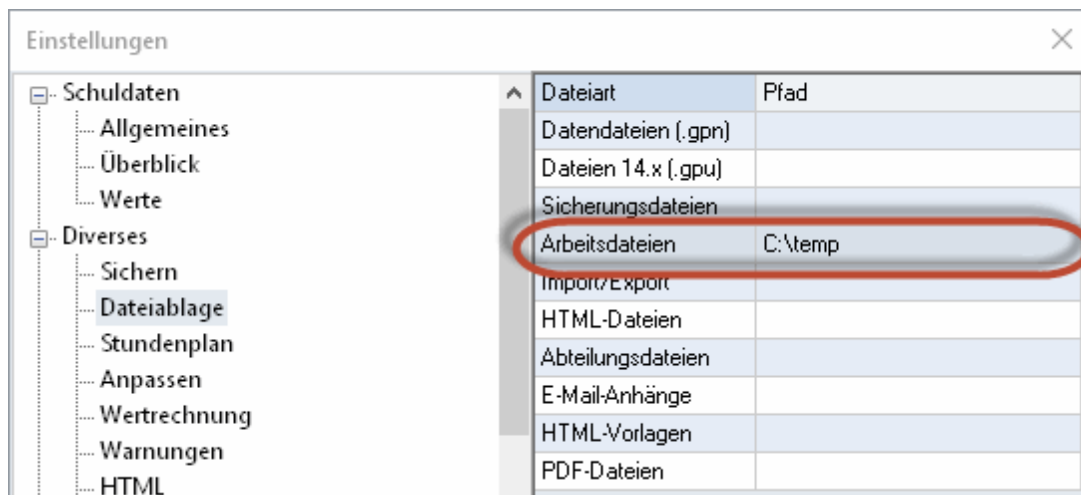 Einstellungen
Schuldaten
Allgemeines
Überblick
Werte
Diverses
Sichern
Dateiablage
Stundenplan
Anpassen
Wertrechnung
Warnungen
HTML
Dateiart Pfad
Datendateien (.gpn)
Dateien 14.x (.gpu)
Sicherungsdateien
Arbeitsdateien C:\temp
Import/Export
HTML-Dateien
Abteilungsdateien
E-Mail-Anhänge
HTML-Vorlagen
PDF-Dateien